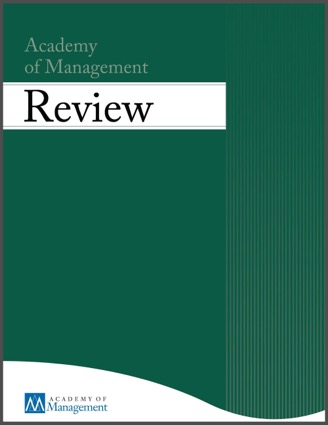 Academy
of Management
Review
ACADEMY OF
Management